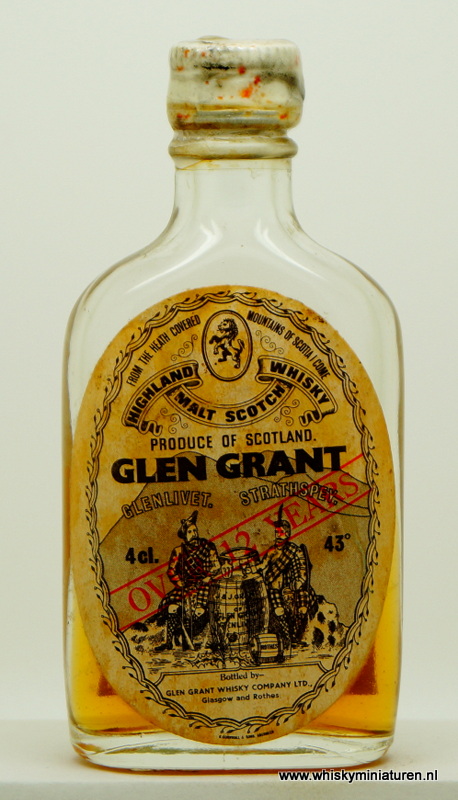 FROM THE HEATH COVERED MOUNTAINS OF SCOTIA I COME
HIGHLAND MALT SCOTCH WHISKY
PRODUCE OF SCOTLAND.
GLEN GRANT
GLENLIVET. STRATHSPEY.
4cl. 43°
OVER 12 YEARS
Bottled by-
GLEN GRANT WHISKY COMPANY LTD.,
Glasgow and Rothes
www.whiskyminiaturen.nl